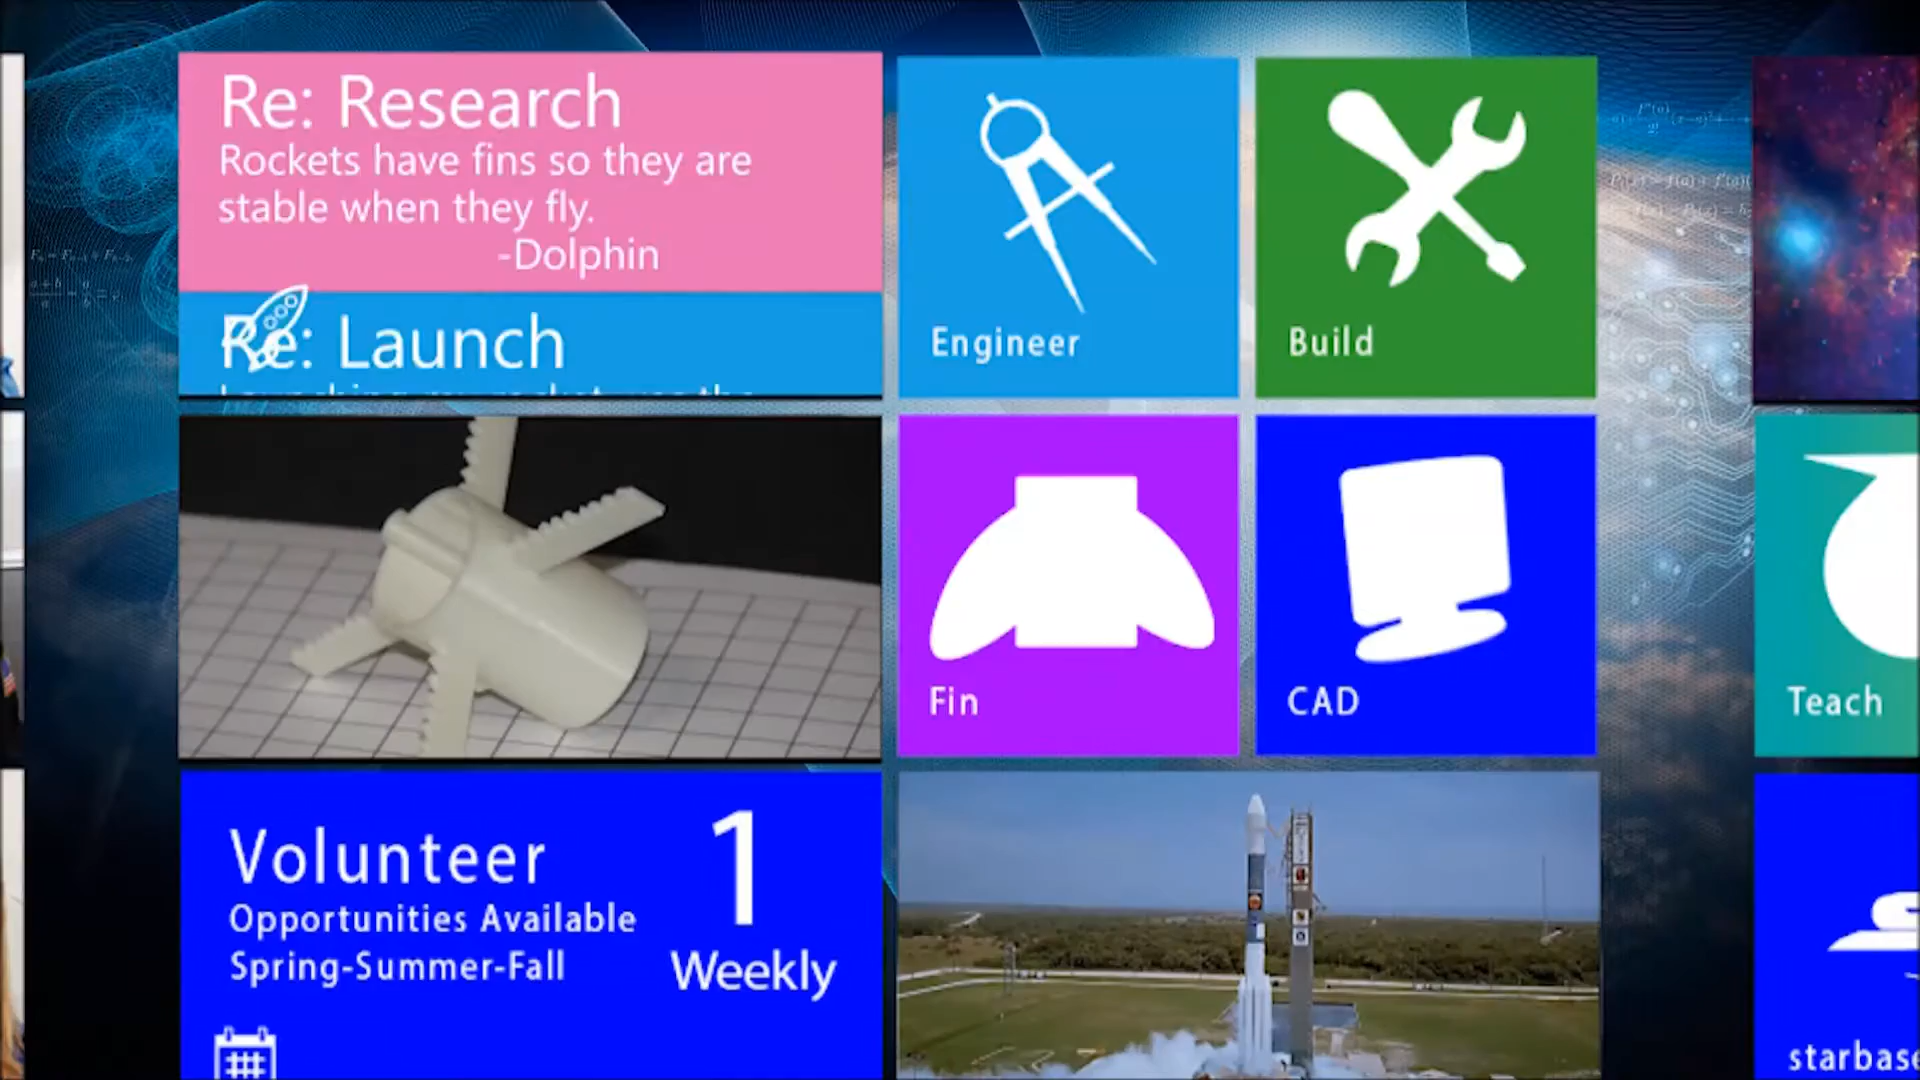 Re: Research
Rockets have fins so they are
stable when they fly.
-Dolphin
Re: Launch
Engineer
Build
Fin
CAD
Teach
Volunteer
Opportunities Available
Spring-Summer-Fall
1
Weekly